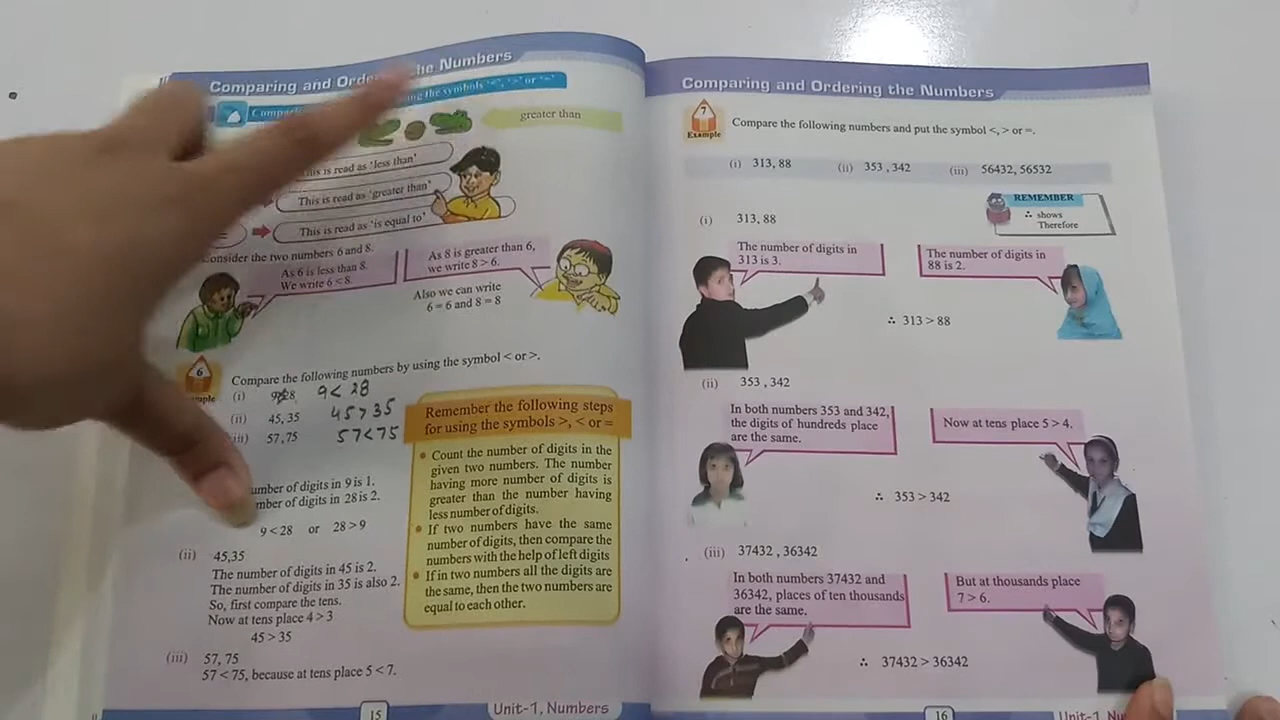 Comparing and Orde the Numbers
ing the symbols '<', '>' or '='
greater than
his is read as 'less than'
This is read as 'greater than'
This is read as 'is equal to'
Consider the two numbers 6 and 8.
As 6 is less than 8.
We write 6 < 8.
As 8 is greater than 6,
we write 8 > 6.
Also we can write
6 = 6 and 8 = 8
6
Compare the following numbers by using the symbol < or >.
(i) 9 28 9 < 28
(ii) 45, 35 45 > 35
(iii) 57, 75 57 < 75
umber of digits in 9 is 1.
mber of digits in 28 is 2.
9 < 28 or 28 > 9
(ii) 45,35
The number of digits in 45 is 2.
The number of digits in 35 is also 2.
So, first compare the tens.
Now at tens place 4 > 3
45 > 35
(iii) 57, 75
57 < 75, because at tens place 5 < 7.
Remember the following steps
for using the symbols >, < or =
• Count the number of digits in the
given two numbers. The number
having more number of digits is
greater than the number having
less number of digits.
• If two numbers have the same
number of digits, then compare the
numbers with the help of left digits
• If in two numbers all the digits are
the same, then the two numbers are
equal to each other.
15
Unit-1, Numbers
Comparing and Ordering the Numbers
7
Example
Compare the following numbers and put the symbol <, > or =.
(i) 313, 88 (ii) 353 , 342 (iii) 56432, 56532
REMEMBER
∴ shows
Therefore
(i) 313, 88
The number of digits in
313 is 3.
The number of digits in
88 is 2.
∴ 313 > 88
(ii) 353 , 342
In both numbers 353 and 342,
the digits of hundreds place
are the same.
Now at tens place 5 > 4.
∴ 353 > 342
(iii) 37432 , 36342
In both numbers 37432 and
36342, places of ten thousands
are the same.
But at thousands place
7 > 6.
∴ 37432 > 36342
16
Unit-1, Nu